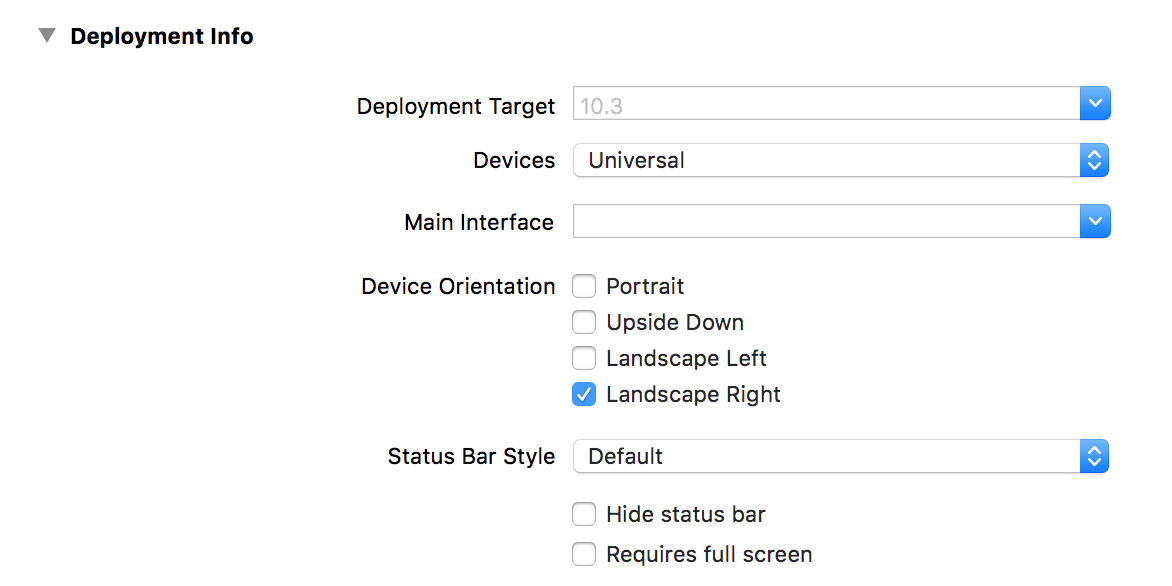 Deployment Info
Deployment Target 10.3
Devices Universal
Main Interface
Device Orientation Portrait
Upside Down
Landscape Left
Landscape Right
Status Bar Style Default
Hide status bar
Requires full screen